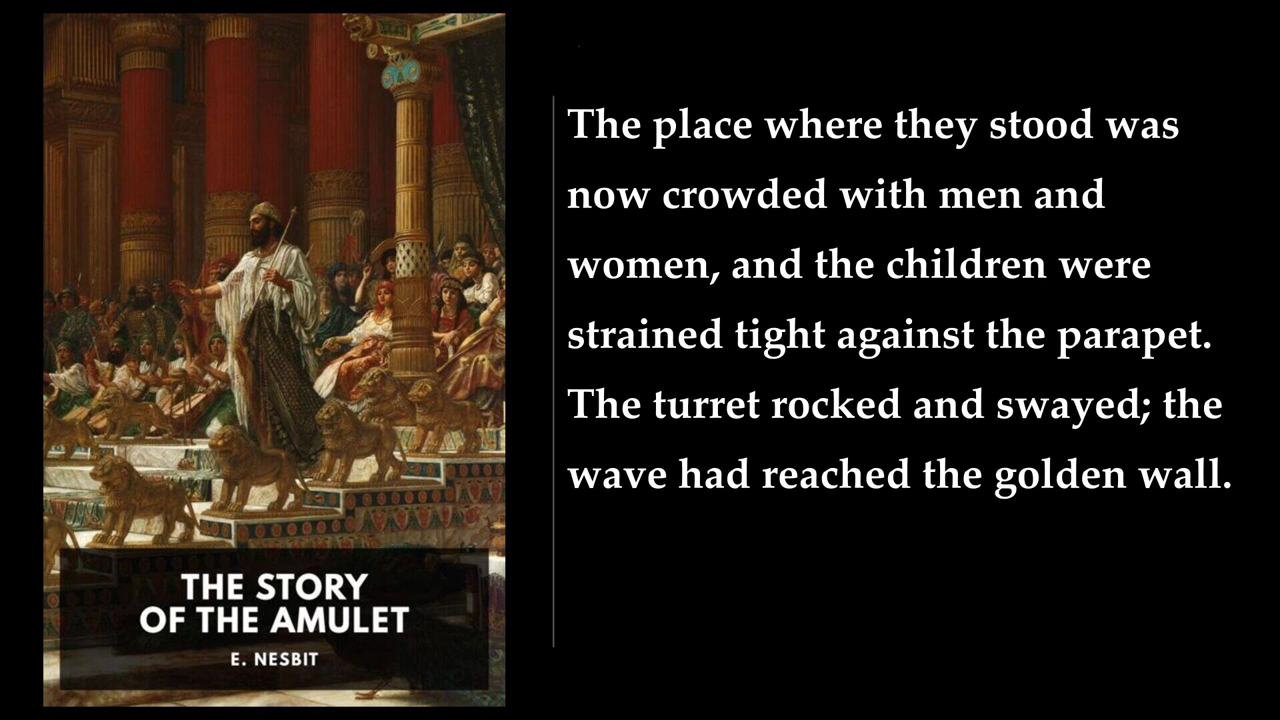 The place where they stood was
now crowded with men and
women, and the children were
strained tight against the parapet.
The turret rocked and swayed; the
wave had reached the golden wall.
THE STORY
OF THE AMULET
E. NESBIT